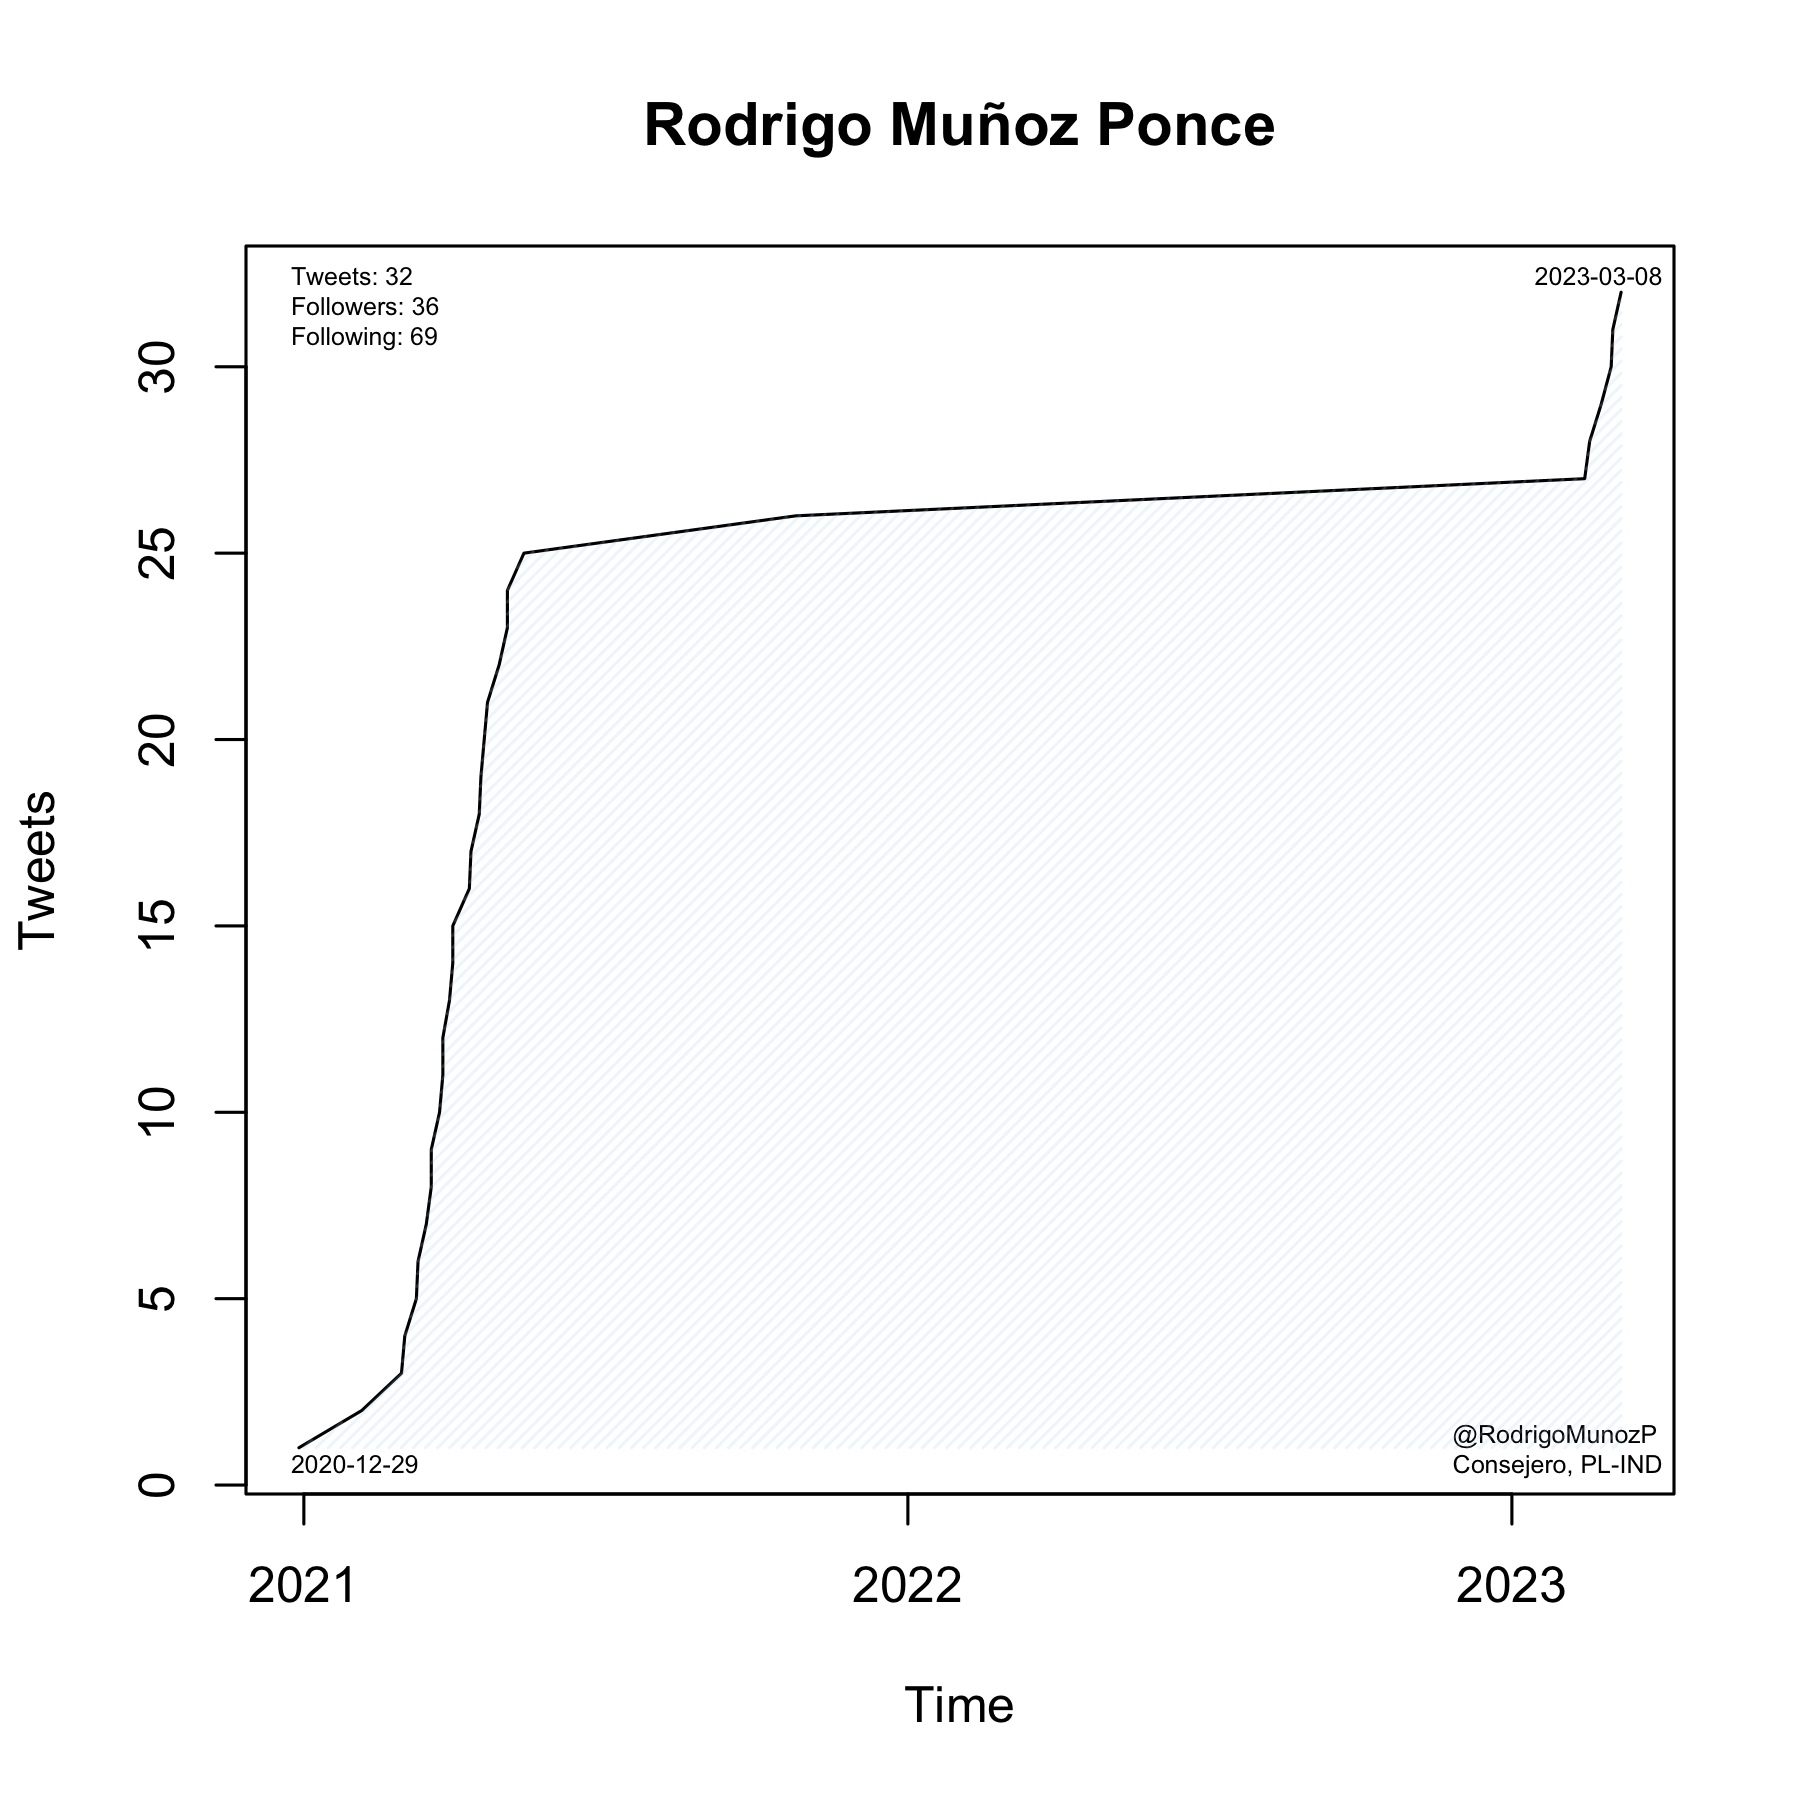 Rodrigo Muñoz Ponce
Tweets: 32
Followers: 36
Following: 69
2023-03-08
30
25
20
15
10
5
0
Tweets
@RodrigoMunozP
Consejero, PL-IND
2020-12-29
2021
2022
2023
Time